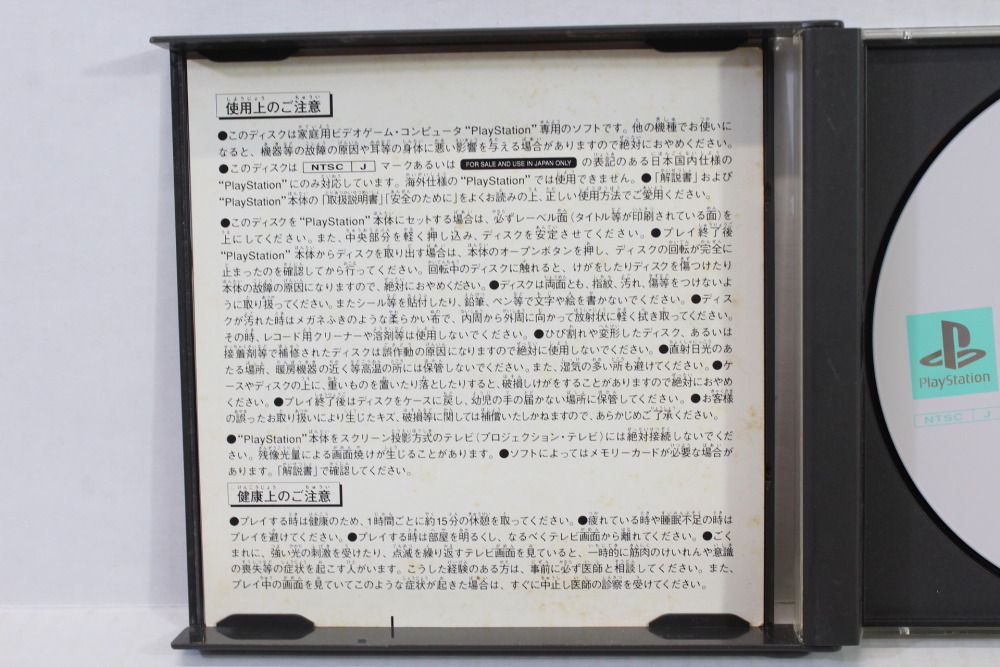 使用上のご注意
●このディスクは家庭用ビデオゲーム・コンピュータ"PlayStation"専用のソフトです。他の機種でお使いに
なると、機器等の故障の原因や耳等の身体に悪い影響を与える場合がありますので絶対におやめください。
●このディスクは NTSC J マークあるいは FOR SALE AND USE IN JAPAN ONLY の表記のある日本国内仕様の
"PlayStation"にのみ対応しています。海外仕様の"PlayStation"では使用できません。●「解説書」および
"PlayStation"本体の「取扱説明書」「安全のために」をよくお読みの上、正しい使用方法でご愛用ください。
●このディスクを"PlayStation"本体にセットする場合は、必ずレーベル面(タイトル等が印刷されている面)を
上にしてください。また、中央部分を軽く押し込み、ディスクを安定させてください。●プレイ終了後
"PlayStation"本体からディスクを取り出す場合は、本体のオープンボタンを押し、ディスクの回転が完全に
止まったのを確認してから行ってください。回転中のディスクに触れると、けがをしたりディスクを傷つけたり
本体の故障の原因になりますので、絶対におやめください。●ディスクは両面とも、指紋、汚れ、傷等をつけないよ
うに取り扱ってください。またシール等を貼付したり、鉛筆、ペン等で文字や絵を書かないでください。●ディス
クが汚れた時はメガネふきのような柔らかい布で、内周から外周に向かって放射状に軽く拭き取ってください。
その時、レコード用クリーナーや溶剤等は使用しないでください。●ひび割れや変形したディスク、あるいは
接着剤等で補修されたディスクは誤作動の原因になりますので絶対に使用しないでください。●直射日光のあ
たる場所、暖房機器の近く等高温の所には保管しないでください。また、湿気の多い所も避けてください。●ケ
ースやディスクの上に、重いものを置いたり落としたりすると、破損しけがをすることがありますので絶対におやめ
ください。●プレイ終了後はディスクをケースに戻し、幼児の手の届かない場所に保管してください。●お客様
の誤ったお取り扱いにより生じたキズ、破損等に関しては補償いたしかねますので、あらかじめご了承ください。
●"PlayStation"本体をスクリーン投影方式のテレビ(プロジェクション・テレビ)には絶対接続しないでくだ
さい。残像光量による画面焼けが生じることがあります。●ソフトによってはメモリーカードが必要な場合が
あります。「解説書」で確認してください。
健康上のご注意
●プレイする時は健康のため、1時間ごとに約15分の休憩を取ってください。●疲れている時や睡眠不足の時は
プレイを避けてください。●プレイする時は部屋を明るくし、なるべくテレビ画面から離れてください。●ごく
まれに、強い光の刺激を受けたり、点滅を繰り返すテレビ画面を見ていると、一時的に筋肉のけいれんや意識
の喪失等の症状を起こす人がいます。こうした経験のある方は、事前に必ず医師と相談してください。また、
プレイ中の画面を見ていてこのような症状が起きた場合は、すぐに中止し医師の診察を受けてください。
PlayStation
NTSC J